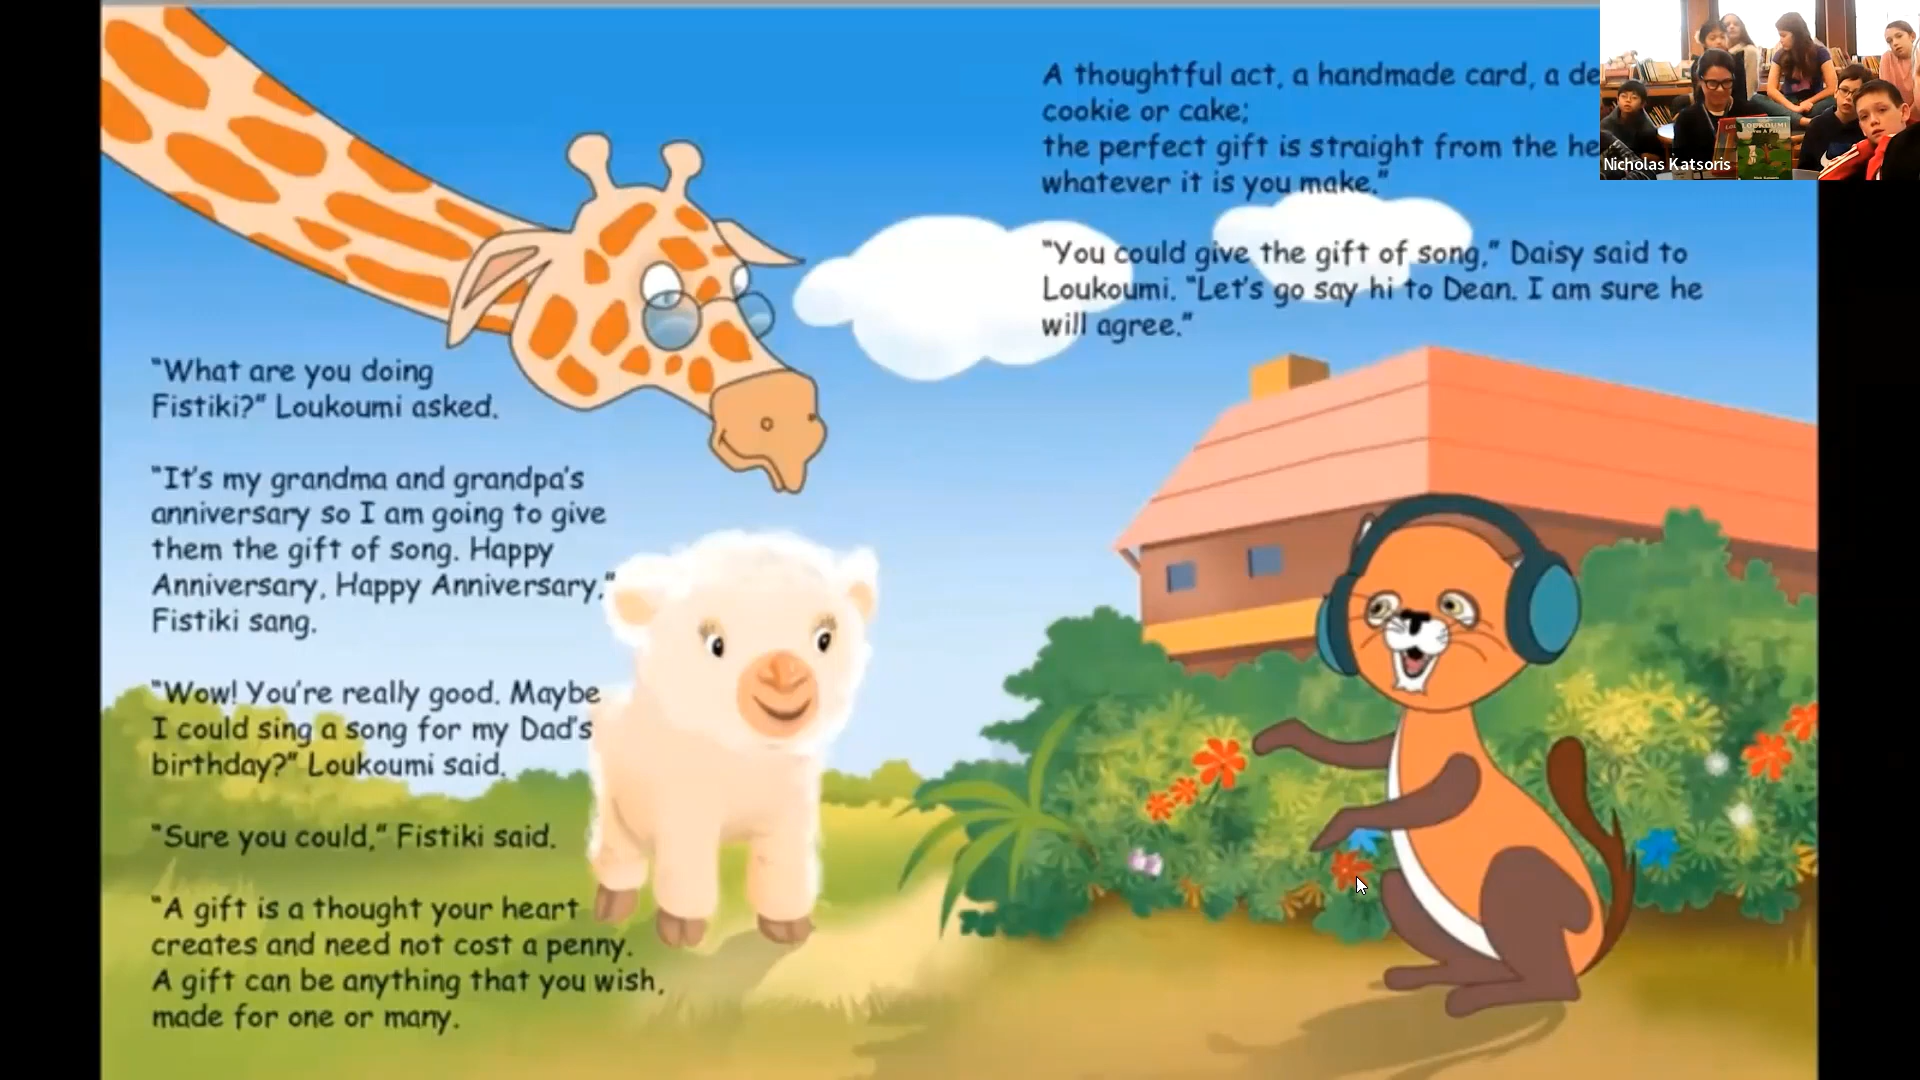 "What are you doing
Fistiki?" Loukoumi asked.
"It's my grandma and grandpa's
anniversary so I am going to give
them the gift of song. Happy
Anniversary, Happy Anniversary,"
Fistiki sang.
"Wow! You're really good. Maybe
I could sing a song for my Dad's
birthday?" Loukoumi said.
"Sure you could," Fistiki said.
"A gift is a thought your heart
creates and need not cost a penny.
A gift can be anything that you wish,
made for one or many.
A thoughtful act, a handmade card, a de
cookie or cake;
the perfect gift is straight from the he
whatever it is you make."
"You could give the gift of song," Daisy said to
Loukoumi. "Let's go say hi to Dean. I am sure he
will agree."
LOUKOUMI
Nicholas Katsoris